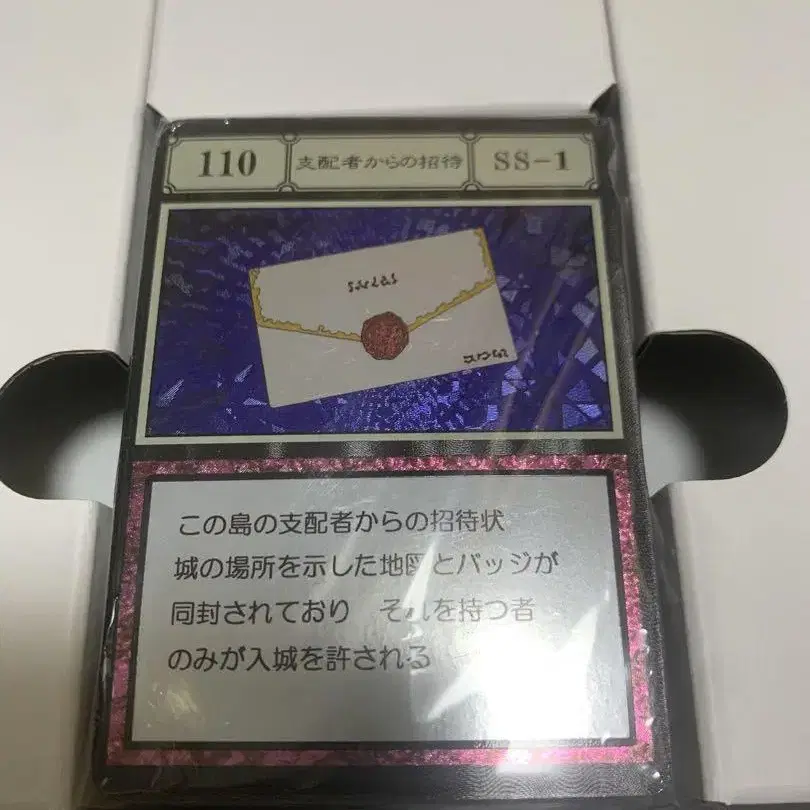 110
支配者からの招待
SS-1
この島の支配者からの招待状
城の場所を示した地図とバッジが
同封されており　それを持つ者
のみが入城を許される